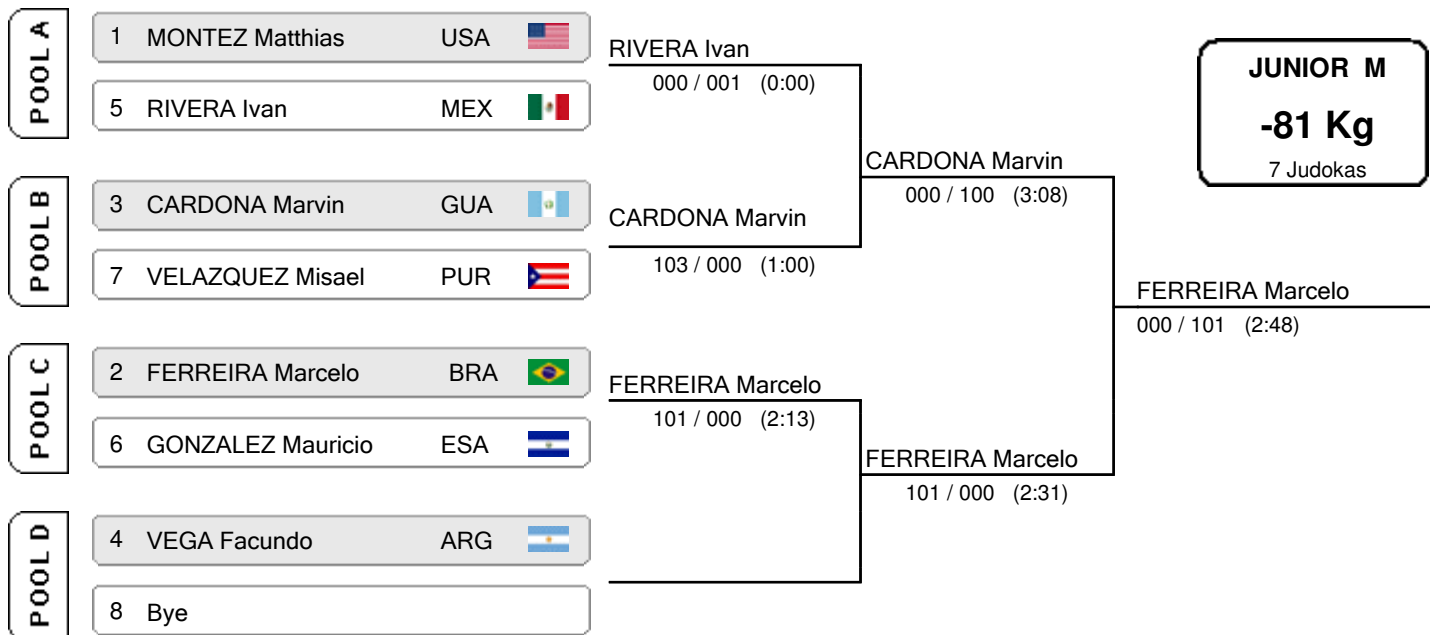 POOL A
1 MONTEZ Matthias USA
5 RIVERA Ivan MEX
POOL B
3 CARDONA Marvin GUA
7 VELAZQUEZ Misael PUR
POOL C
2 FERREIRA Marcelo BRA
6 GONZALEZ Mauricio ESA
POOL D
4 VEGA Facundo ARG
8 Bye
RIVERA Ivan
000 / 001 (0:00)
CARDONA Marvin
103 / 000 (1:00)
FERREIRA Marcelo
101 / 000 (2:13)
CARDONA Marvin
000 / 100 (3:08)
FERREIRA Marcelo
101 / 000 (2:31)
FERREIRA Marcelo
000 / 101 (2:48)
JUNIOR M
-81 Kg
7 Judokas